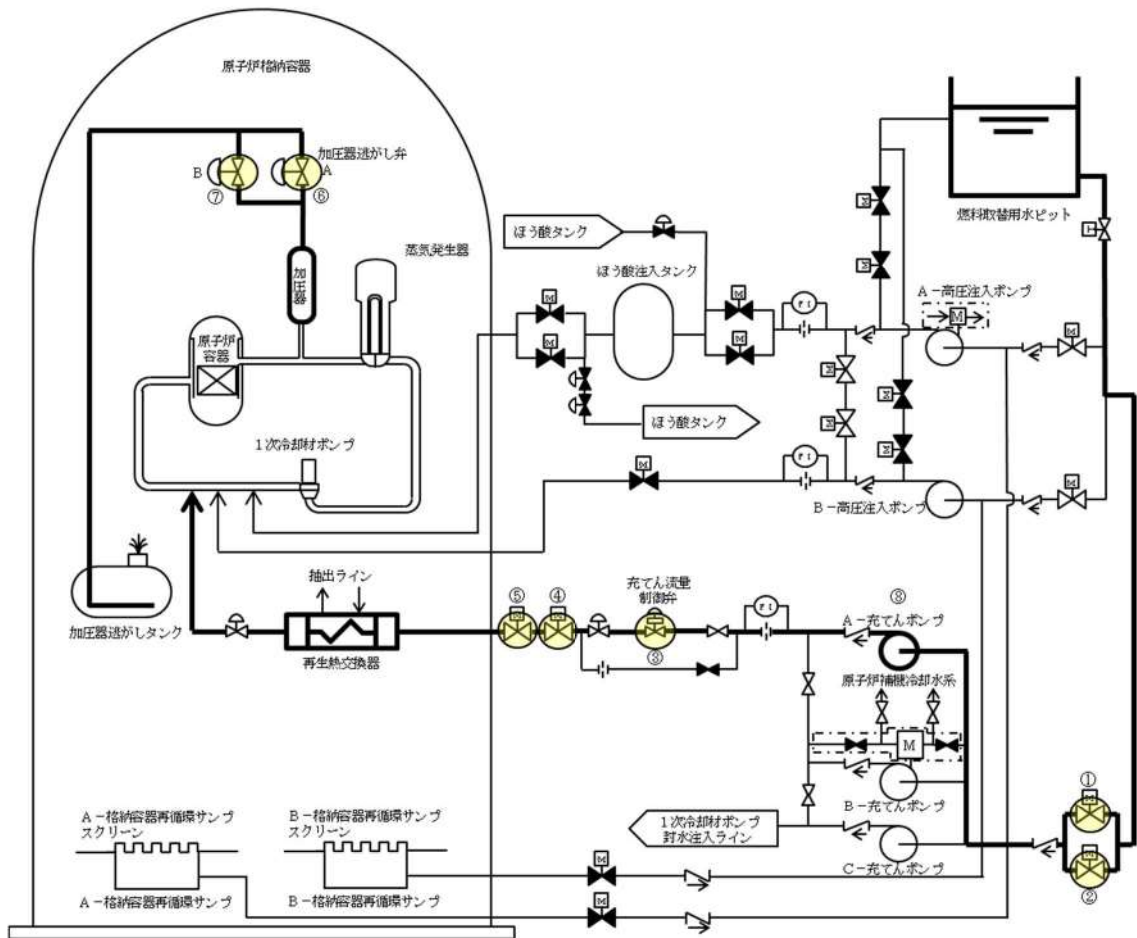 原子炉格納容器
加圧器逃がし弁
B
A
⑦
⑥
燃料取替用水ピット
ほう酸タンク
蒸気発生器
加圧器
ほう酸注入タンク
M
M
M
M
M
M
FI
A-高圧注入ポンプ
M
M
原子炉
容器
M
M
ほう酸タンク
1次冷却材ポンプ
M
FI
M
M
M
B-高圧注入ポンプ
抽出ライン
⑤
④
充てん流量
制御弁
FI
⑧
A-充てんポンプ
加圧器逃がしタンク
再生熱交換器
③
原子炉補機冷却水系
M
①
M
B-充てんポンプ
A-格納容器再循環サンプ
スクリーン
B-格納容器再循環サンプ
スクリーン
1次冷却材ポンプ
封水注入ライン
C-充てんポンプ
M
M
②
A-格納容器再循環サンプ
B-格納容器再循環サンプ
M